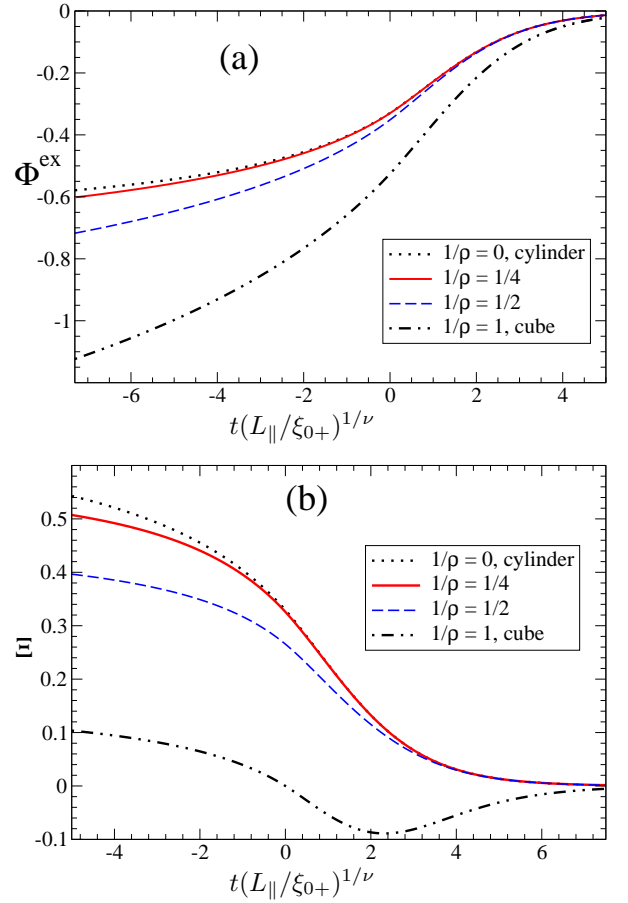 (a)
0
-0.2
-0.4
Φ^ex
-0.6
-0.8
-1
1/ρ = 0, cylinder
1/ρ = 1/4
1/ρ = 1/2
1/ρ = 1, cube
-6 -4 -2 0 2 4
t(L_∥/ξ_0+)^1/ν
(b)
0.5
0.4
0.3
Ξ
0.2
0.1
0
-0.1
1/ρ = 0, cylinder
1/ρ = 1/4
1/ρ = 1/2
1/ρ = 1, cube
-4 -2 0 2 4 6
t(L_∥/ξ_0+)^1/ν